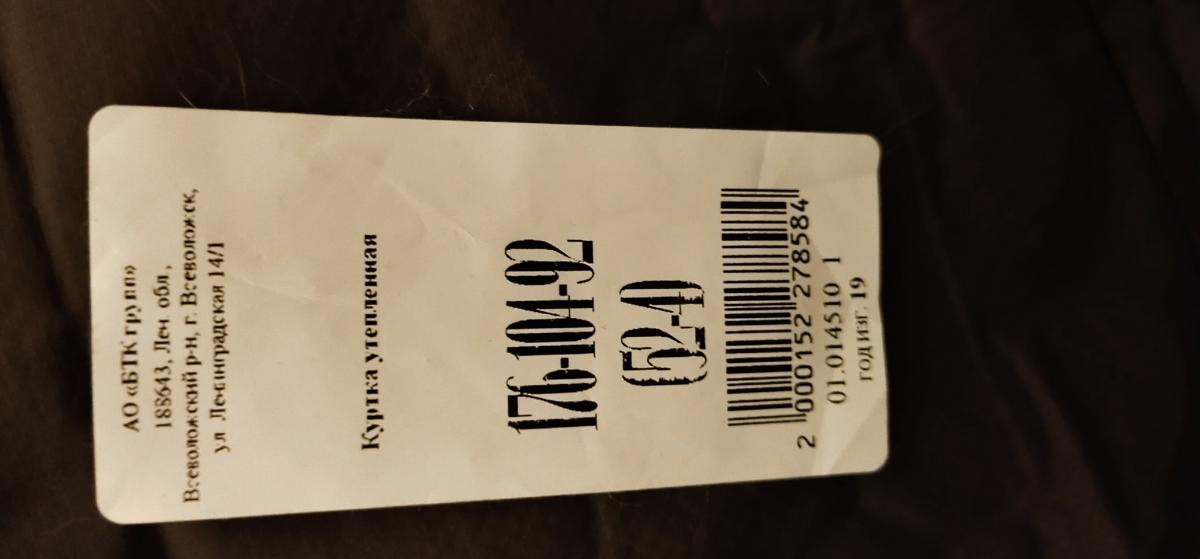 АО «БТК групп»
188643, Лен. обл.,
Всеволожский р-н, г. Всеволожск,
ул Ленинградская 14/1
Куртка утепленная
176-104-92
(52-4)
2 000152 278584
01.014510 1
год изг. 19